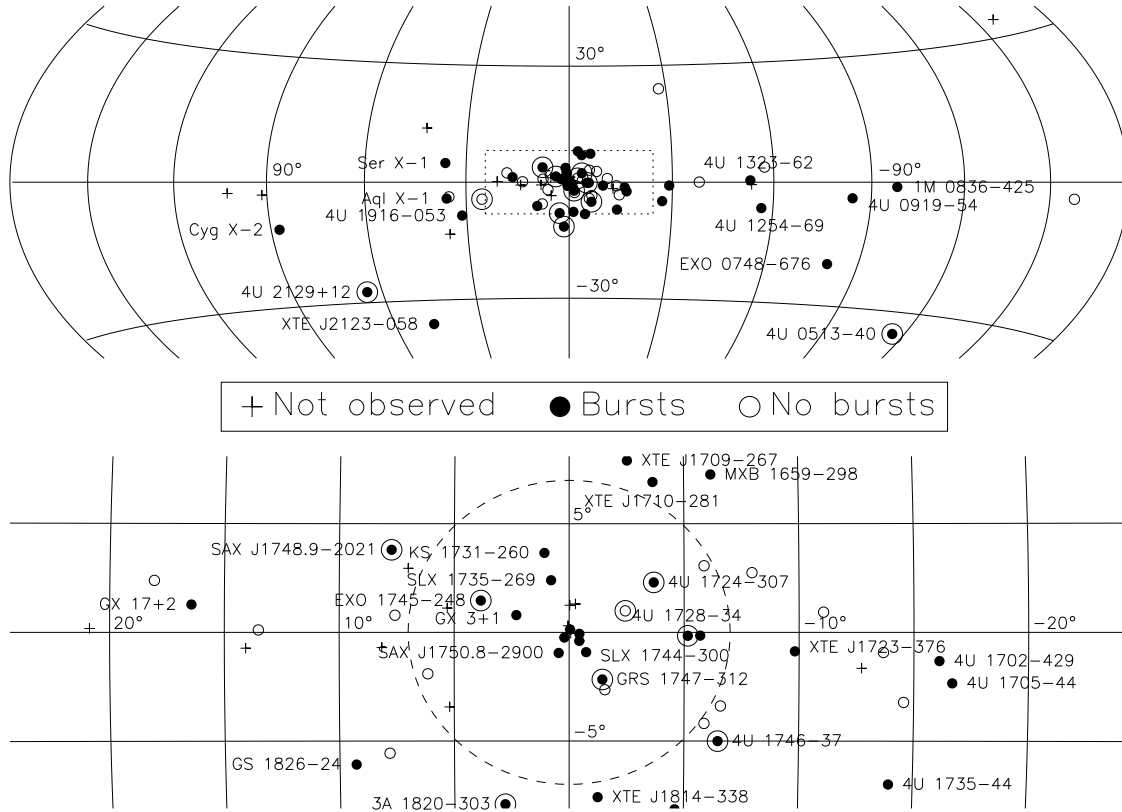 30°
Ser X−1
90°
4U 1323−62
−90°
1M 0836−425
Aql X−1
4U 0919−54
4U 1916−053
4U 1254−69
Cyg X−2
EXO 0748−676
−30°
4U 2129+12
XTE J2123−058
4U 0513−40
+ Not observed ● Bursts ○ No bursts
XTE J1709−267
MXB 1659−298
XTE J1710−281
5°
SAX J1748.9−2021
KS 1731−260
SLX 1735−269
4U 1724−307
EXO 1745−248
GX 17+2
GX 3+1
4U 1728−34
20°
10°
−10°
−20°
XTE J1723−376
SAX J1750.8−2900
SLX 1744−300
4U 1702−429
GRS 1747−312
4U 1705−44
−5°
4U 1746−37
GS 1826−24
4U 1735−44
3A 1820−303
XTE J1814−338